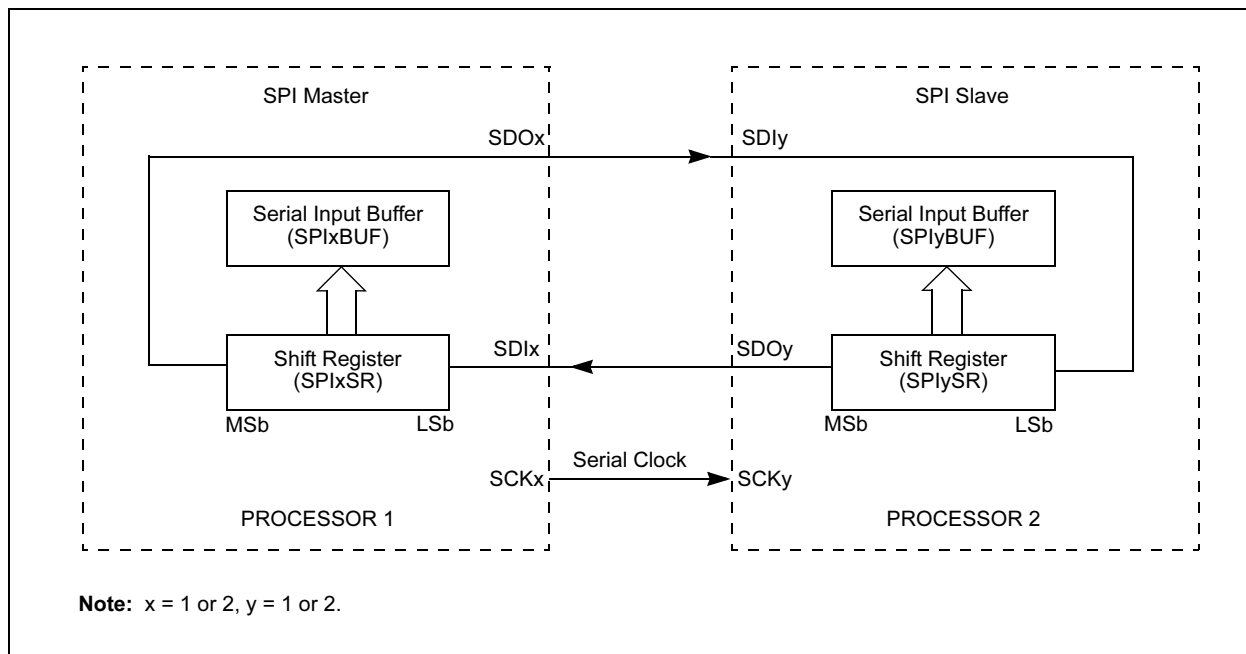 SPI Master
SPI Slave
SDOx
SDIy
Serial Input Buffer
(SPIxBUF)
Serial Input Buffer
(SPIyBUF)
Shift Register
(SPIxSR)
SDIx
SDOy
Shift Register
(SPIySR)
MSb
LSb
MSb
LSb
Serial Clock
SCKx
SCKy
PROCESSOR 1
PROCESSOR 2
Note: x = 1 or 2, y = 1 or 2.